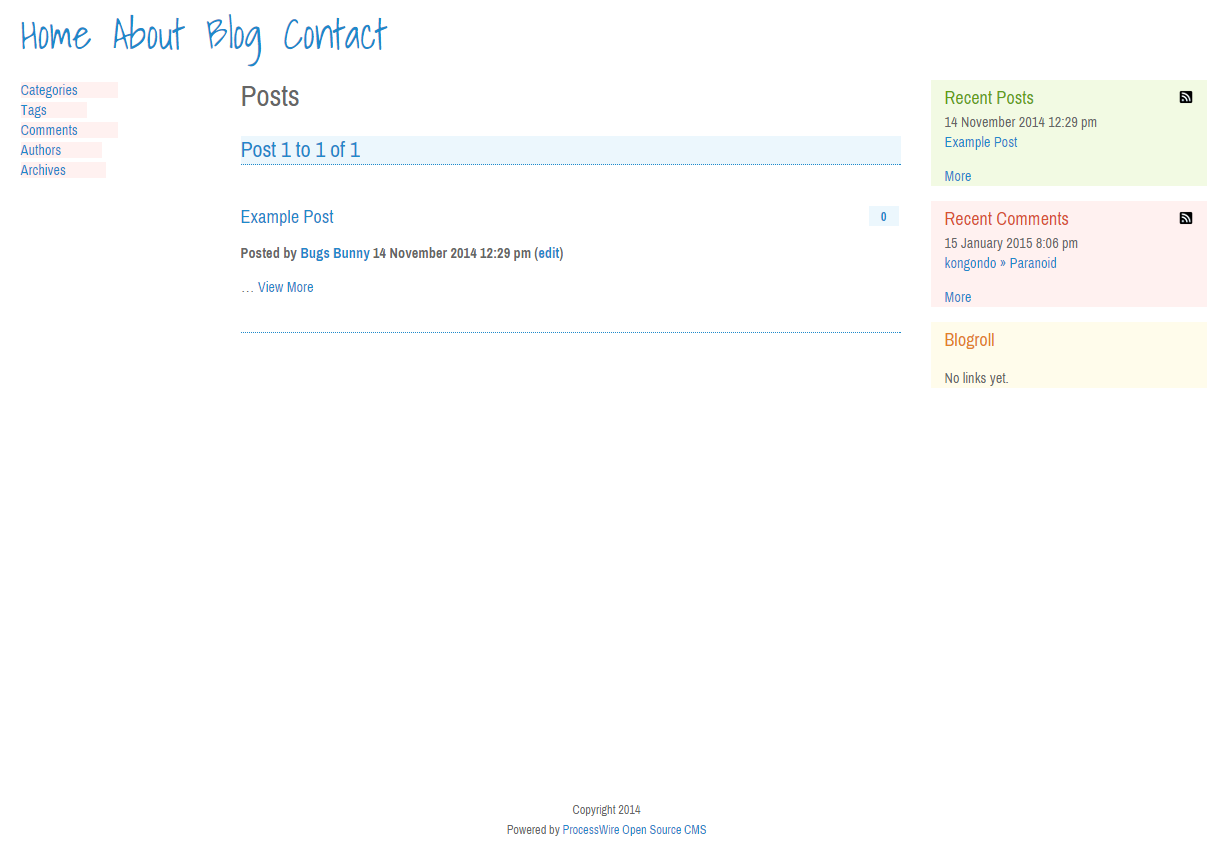 Home About Blog Contact
Categories
Tags
Comments
Authors
Archives
Posts
Post 1 to 1 of 1
Example Post
0
Posted by Bugs Bunny 14 November 2014 12:29 pm (edit)
… View More
Recent Posts
14 November 2014 12:29 pm
Example Post
More
Recent Comments
15 January 2015 8:06 pm
kongondo » Paranoid
More
Blogroll
No links yet.
Copyright 2014
Powered by ProcessWire Open Source CMS